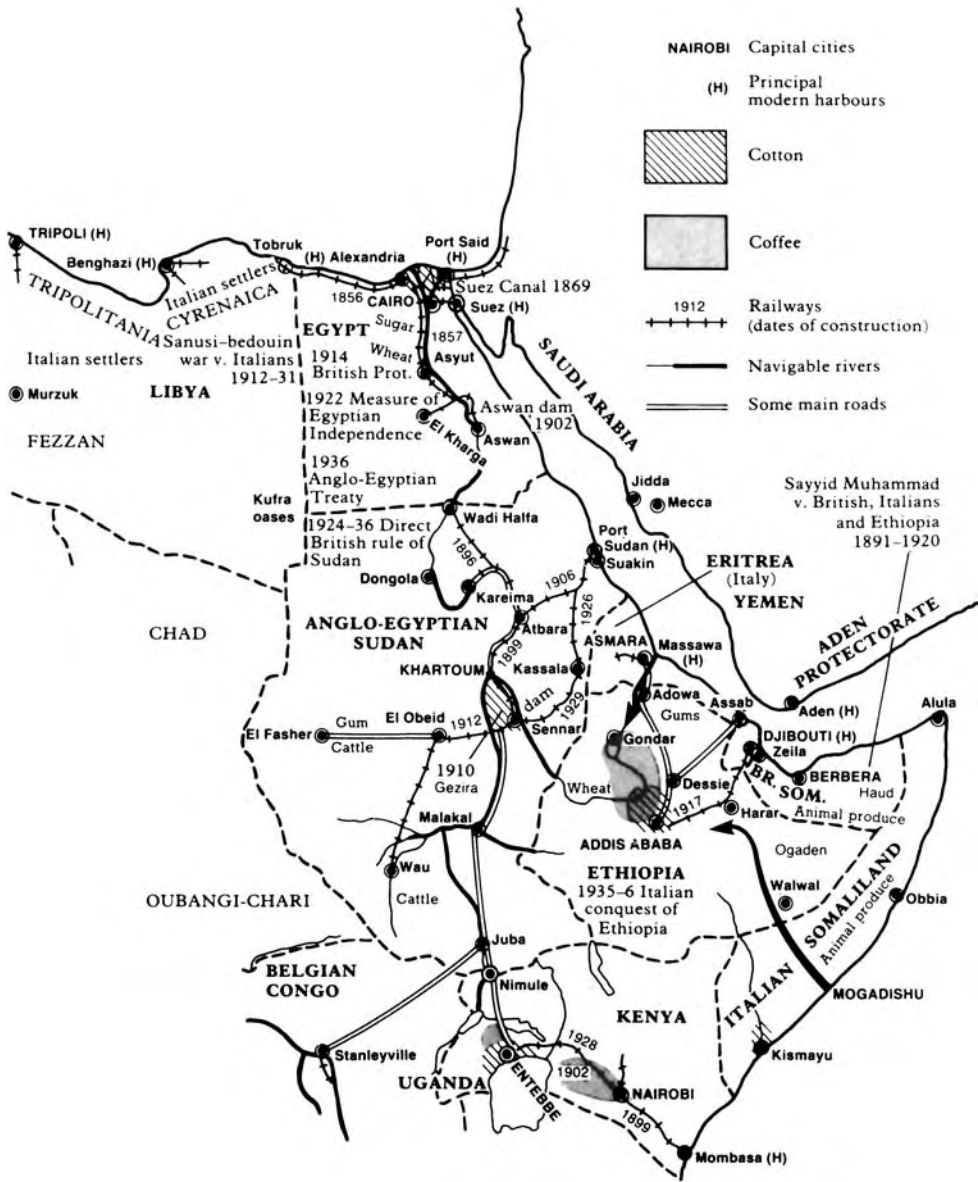 NAIROBI Capital cities
(H) Principal
modern harbours
Cotton
Coffee
1912 Railways
(dates of construction)
Navigable rivers
Some main roads
TRIPOLI (H)
Benghazi (H)
Tobruk
(H) Alexandria
Port Said
(H)
TRIPOLITANIA
Italian settlers
CYRENAICA
1856
CAIRO
Suez Canal 1869
Suez (H)
EGYPT
Sugar
1857
Sanusi–bedouin
war v. Italians
1912–31
Italian settlers
LIBYA
Murzuk
FEZZAN
Wheat
Asyut
1914
British Prot.
1922 Measure of
Egyptian
Independence
El Kharga
Aswan dam
1902
Aswan
SAUDI ARABIA
1936
Anglo-Egyptian
Treaty
Kufra
oases
Wadi Halfa
Jidda
Mecca
Sayyid Muhammad
v. British, Italians
and Ethiopia
1891–1920
1924–36 Direct
British rule of
Sudan
1896
Dongola
Kareima
Port
Sudan (H)
Suakin
1906
1926
ERITREA
(Italy)
YEMEN
CHAD
ANGLO-EGYPTIAN
SUDAN
Atbara
1899
KHARTOUM
Kassala
ASMARA
Massawa
(H)
ADEN
PROTECTORATE
Adowa
Gums
Assab
Aden (H)
Alula
El Fasher
Gum
Cattle
El Obeid
1912
dam
Sennar
1929
Gondar
DJIBOUTI (H)
Zeila
BERBERA
BR. SOM.
Haud
Animal produce
1910
Gezira
Wheat
Dessie
1917
Harar
Malakal
ADDIS ABABA
Ogaden
Wau
Cattle
ETHIOPIA
1935–6 Italian
conquest of
Ethiopia
Walwal
Obbia
OUBANGI-CHARI
ITALIAN SOMALILAND
Animal produce
Juba
BELGIAN
CONGO
Nimule
MOGADISHU
KENYA
Stanleyville
1928
Kismayu
UGANDA
ENTEBBE
1902
NAIROBI
1899
Mombasa (H)